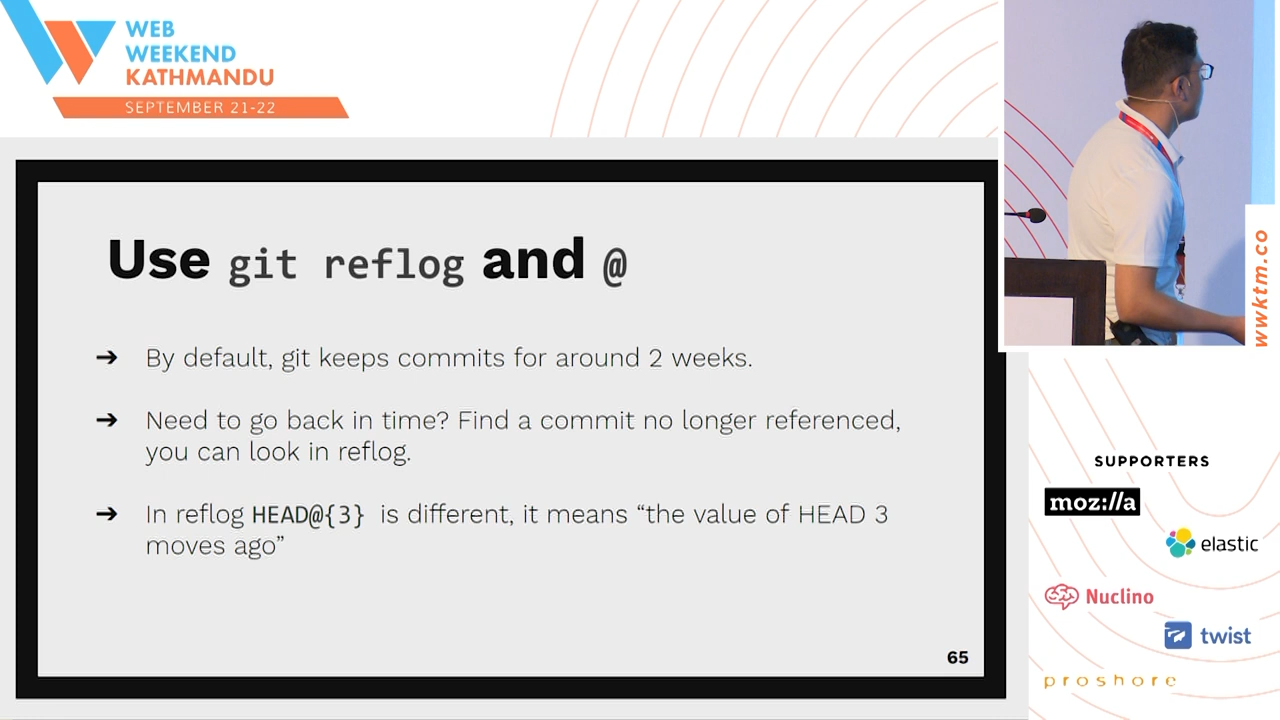 WEB
WEEKEND
KATHMANDU
SEPTEMBER 21-22
Use git reflog and @
➔ By default, git keeps commits for around 2 weeks.
➔ Need to go back in time? Find a commit no longer referenced,
you can look in reflog.
➔ In reflog HEAD@{3} is different, it means “the value of HEAD 3
moves ago”
65
wwktm.co
SUPPORTERS
moz://a
elastic
Nuclino
twist
proshore